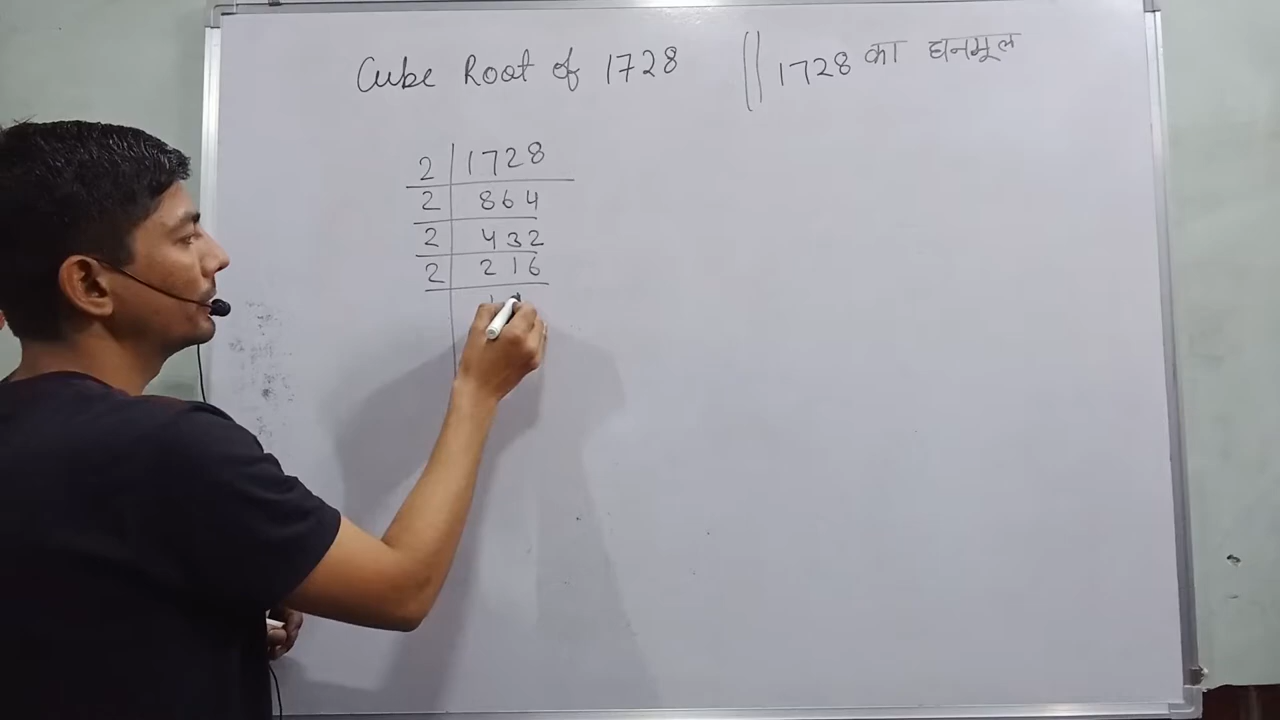 Cube Root of 1728 || 1728 का घनमूल
2 | 1728
2 | 864
2 | 432
2 | 216